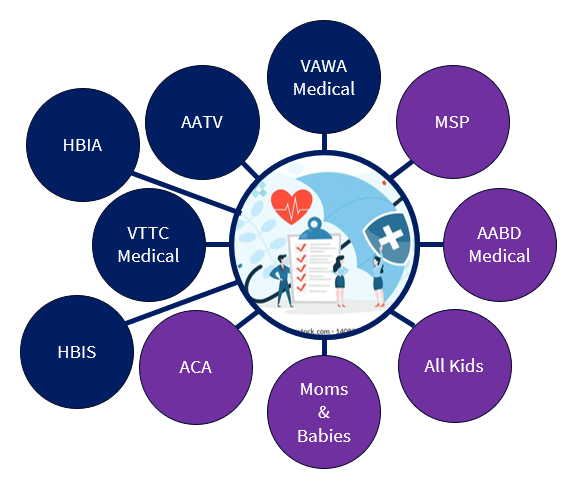 VAWA
Medical
AATV
MSP
HBIA
VTTC
Medical
AABD
Medical
HBIS
ACA
All Kids
Moms
&
Babies